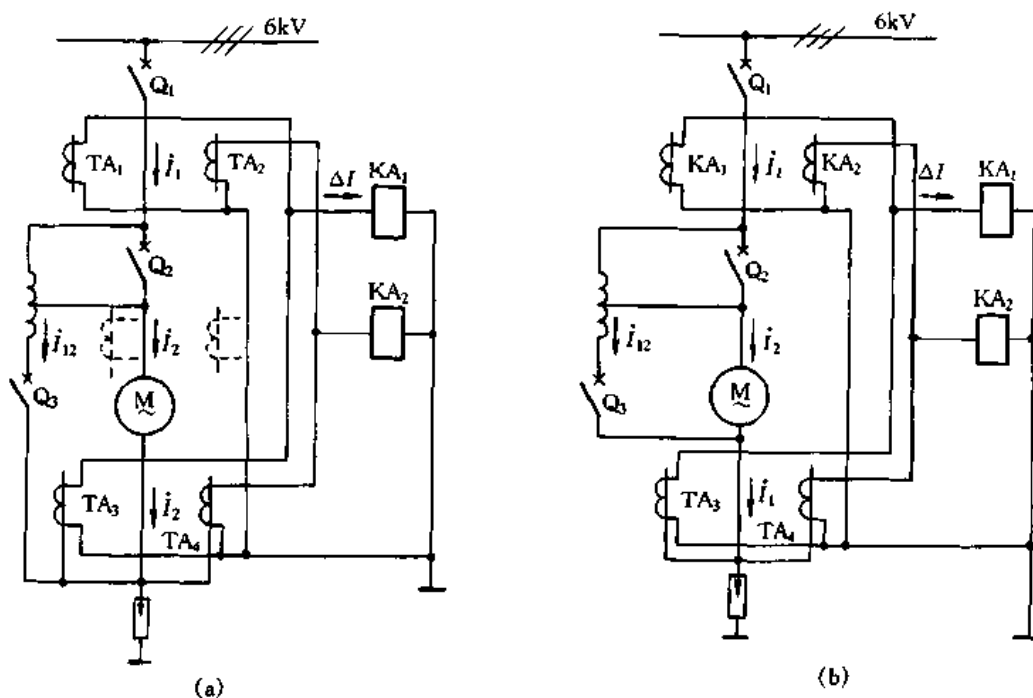 6kV
Q₁
TA₁
İ₁
TA₂
ΔI
KA₁
Q₂
KA₂
İ₁₂
İ₂
Q₃
M
~
TA₃
İ₂
TA₄
(a)
6kV
Q₁
KA₁
İ₁
KA₂
ΔI
KA₁
Q₂
KA₂
İ₁₂
İ₂
Q₃
M
~
TA₃
İ₁
TA₄
(b)